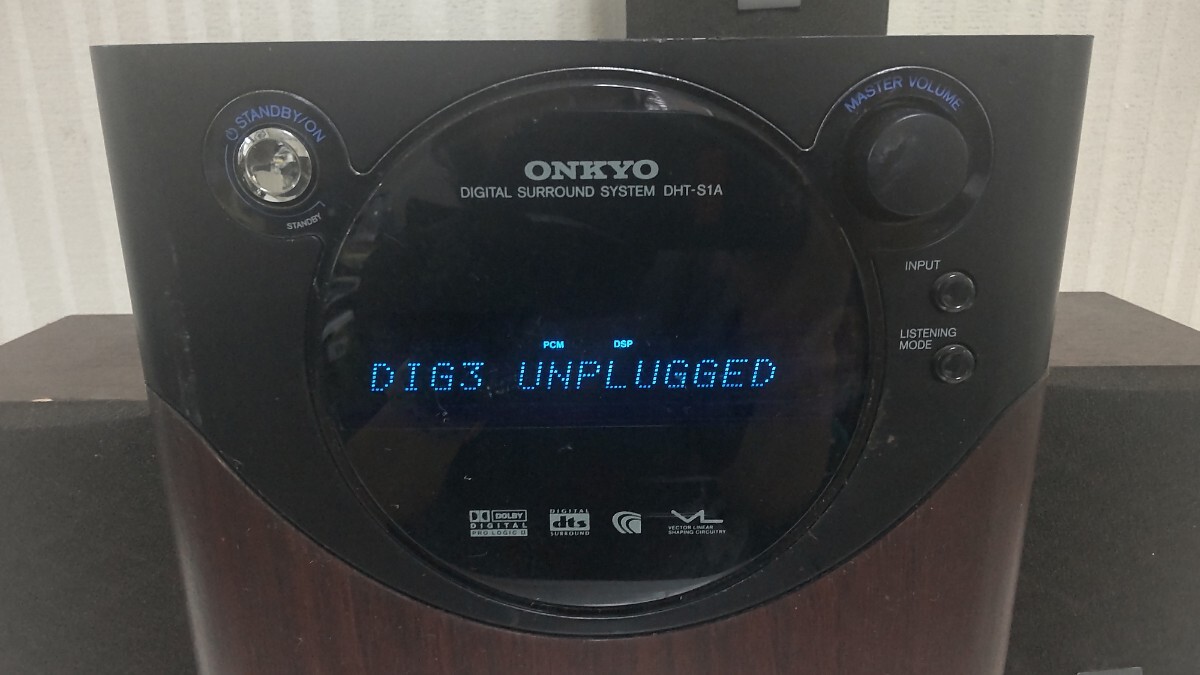 STANDBY/ON
STANDBY
ONKYO
DIGITAL SURROUND SYSTEM DHT-S1A
MASTER VOLUME
INPUT
LISTENING
MODE
PCM DSP
DIG3 UNPLUGGED
DOLBY
DIGITAL
PRO LOGIC II
DIGITAL
dts
SURROUND
VL
VECTOR LINEAR
SHAPING CIRCUITRY